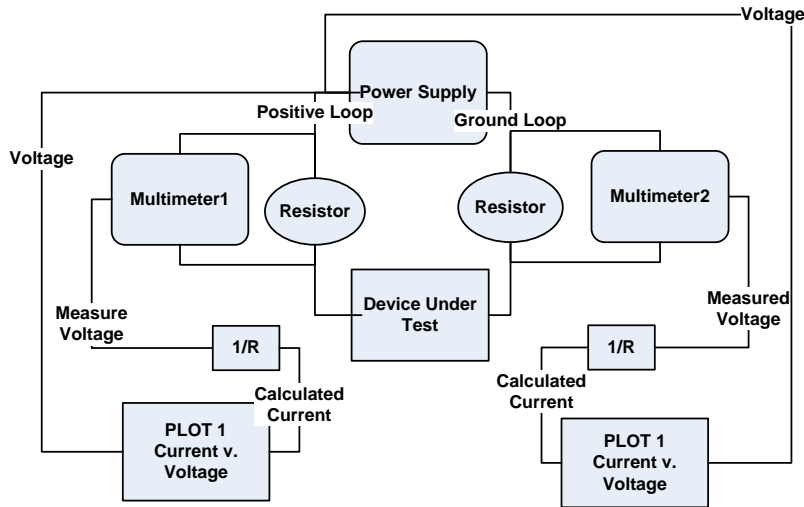 Voltage
Power Supply
Positive Loop
Ground Loop
Voltage
Multimeter1
Resistor
Resistor
Multimeter2
Device Under
Test
Measure
Voltage
Measured
Voltage
1/R
1/R
Calculated
Current
Calculated
Current
PLOT 1
Current v.
Voltage
PLOT 1
Current v.
Voltage